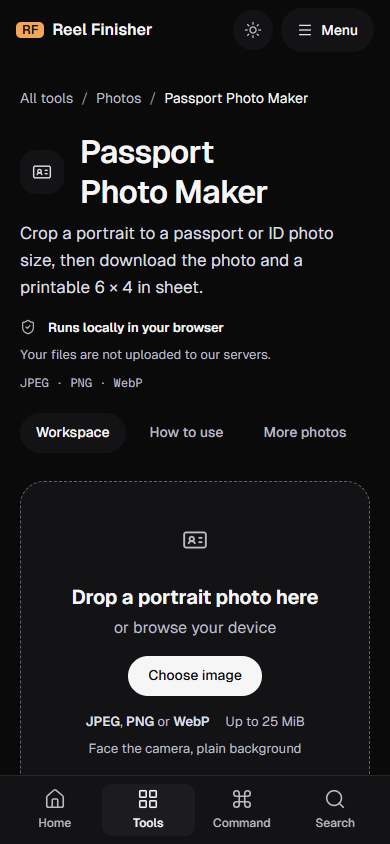 RF Reel Finisher
Menu
All tools / Photos / Passport Photo Maker
Passport
Photo Maker
Crop a portrait to a passport or ID photo
size, then download the photo and a
printable 6 × 4 in sheet.
Runs locally in your browser
Your files are not uploaded to our servers.
JPEG · PNG · WebP
Workspace How to use More photos
Drop a portrait photo here
or browse your device
Choose image
JPEG, PNG or WebP Up to 25 MiB
Face the camera, plain background
Home Tools Command Search